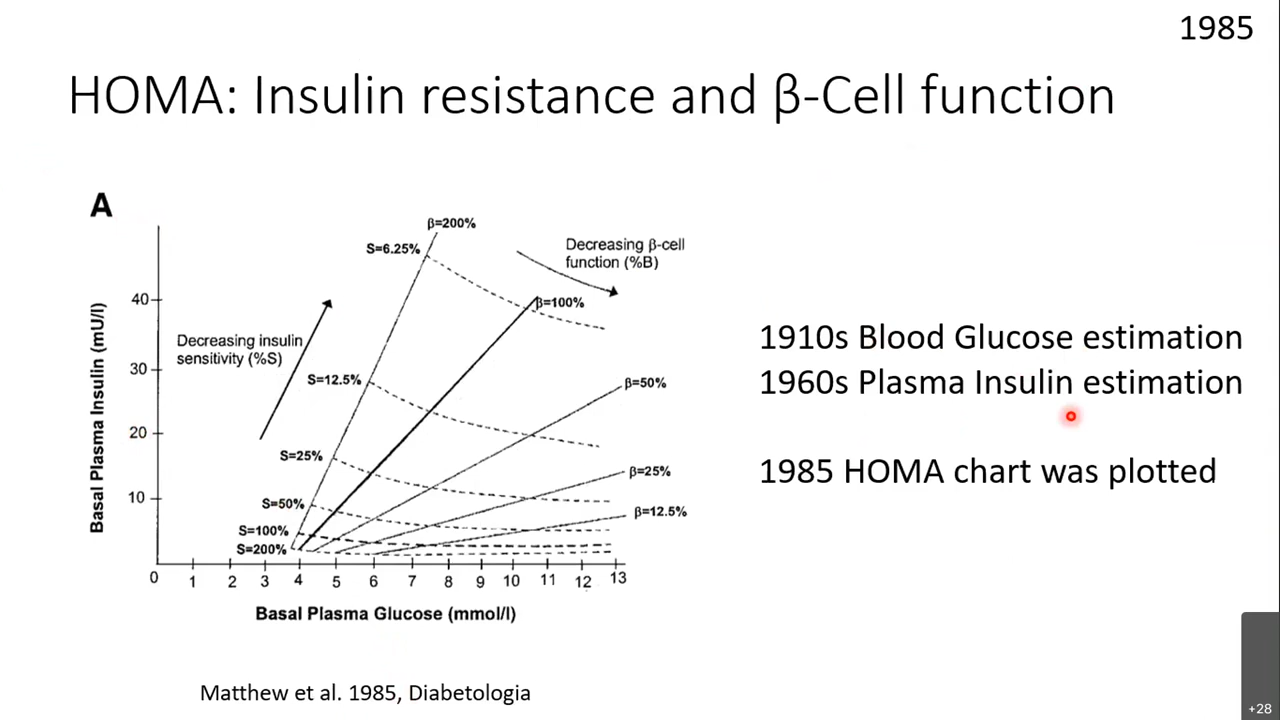 1985
HOMA: Insulin resistance and β-Cell function
A
β=200%
S=6.25%
Decreasing β-cell
function (%B)
β=100%
40
Decreasing insulin
sensitivity (%S)
30
S=12.5%
β=50%
20
S=25%
β=25%
10
S=50%
β=12.5%
S=100%
S=200%
Basal Plasma Insulin (mU/l)
0 1 2 3 4 5 6 7 8 9 10 11 12 13
Basal Plasma Glucose (mmol/l)
1910s Blood Glucose estimation
1960s Plasma Insulin estimation
1985 HOMA chart was plotted
Matthew et al. 1985, Diabetologia
+28